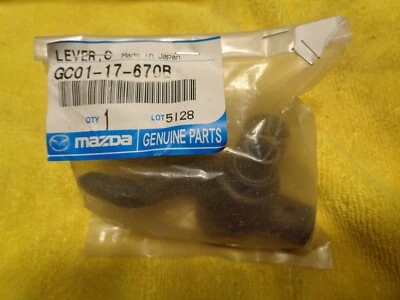 LEVER,C Made in Japan
GC01-17-670B
QTY 1 LOT 5128
mazda GENUINE PARTS